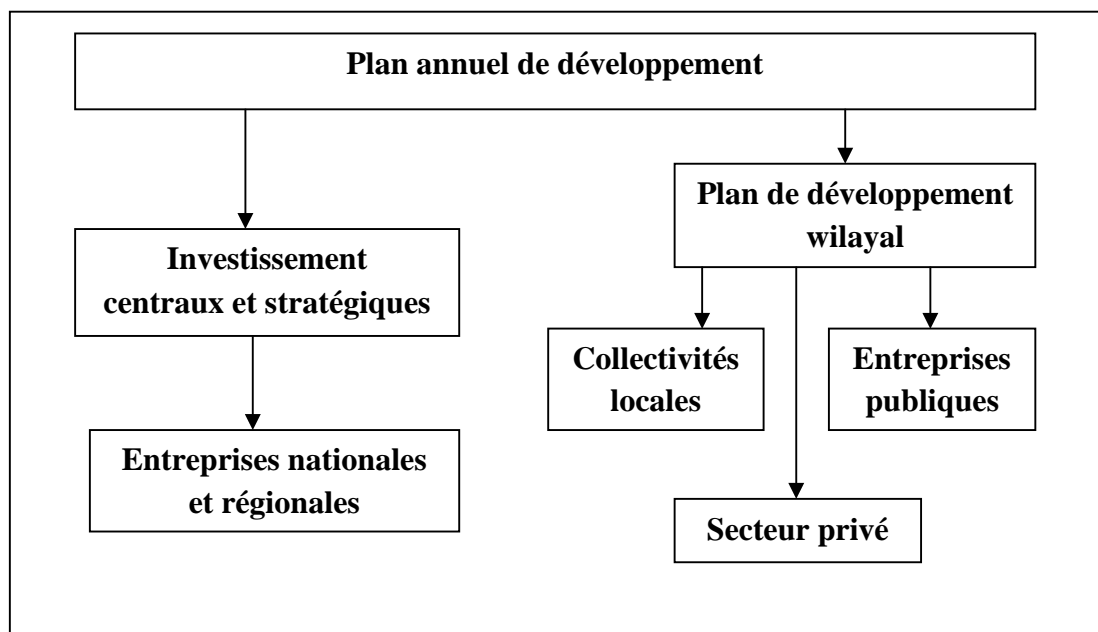 Plan annuel de développement
Plan de développement
wilayal
Investissement
centraux et stratégiques
Collectivités
locales
Entreprises
publiques
Entreprises nationales
et régionales
Secteur privé